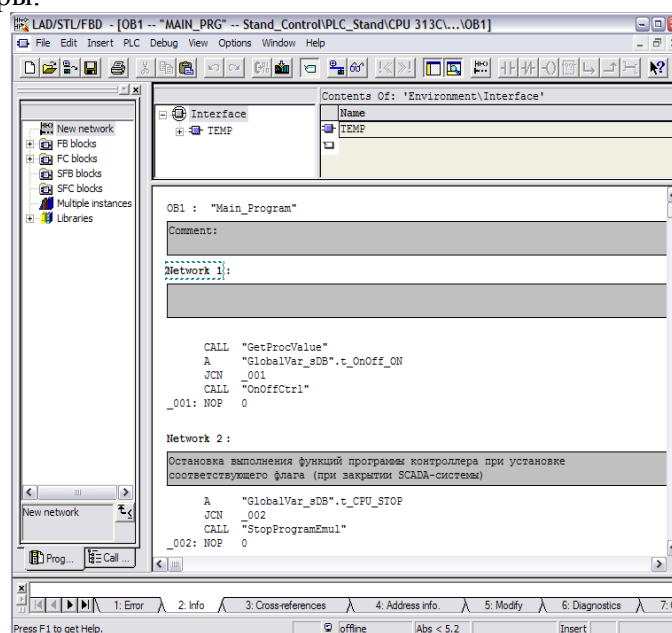 ры.
LAD/STL/FBD - [OB1 -- "MAIN_PRG" -- Stand_Control\PLC_Stand\CPU 313C\...\OB1]
File Edit Insert PLC Debug View Options Window Help
Contents Of: 'Environment\Interface'
Interface
TEMP
Name
TEMP
New network
FB blocks
FC blocks
SFB blocks
SFC blocks
Multiple instances
Libraries
New network
Prog...
Call ...
OB1 : "Main_Program"
Comment:
Network 1:
CALL "GetProcValue"
A "GlobalVar_sDB".t_OnOff_ON
JCN _001
CALL "OnOffCtrl"
_001: NOP 0
Network 2 :
Остановка выполнения функций программы контроллера при установке
соответствующего флага (при закрытии SCADA-системы)
A "GlobalVar_sDB".t_CPU_STOP
JCN _002
CALL "StopProgramEmul"
_002: NOP 0
1: Error 2: Info 3: Cross-references 4: Address info. 5: Modify 6: Diagnostics 7:
Press F1 to get Help. offline Abs < 5.2 Insert